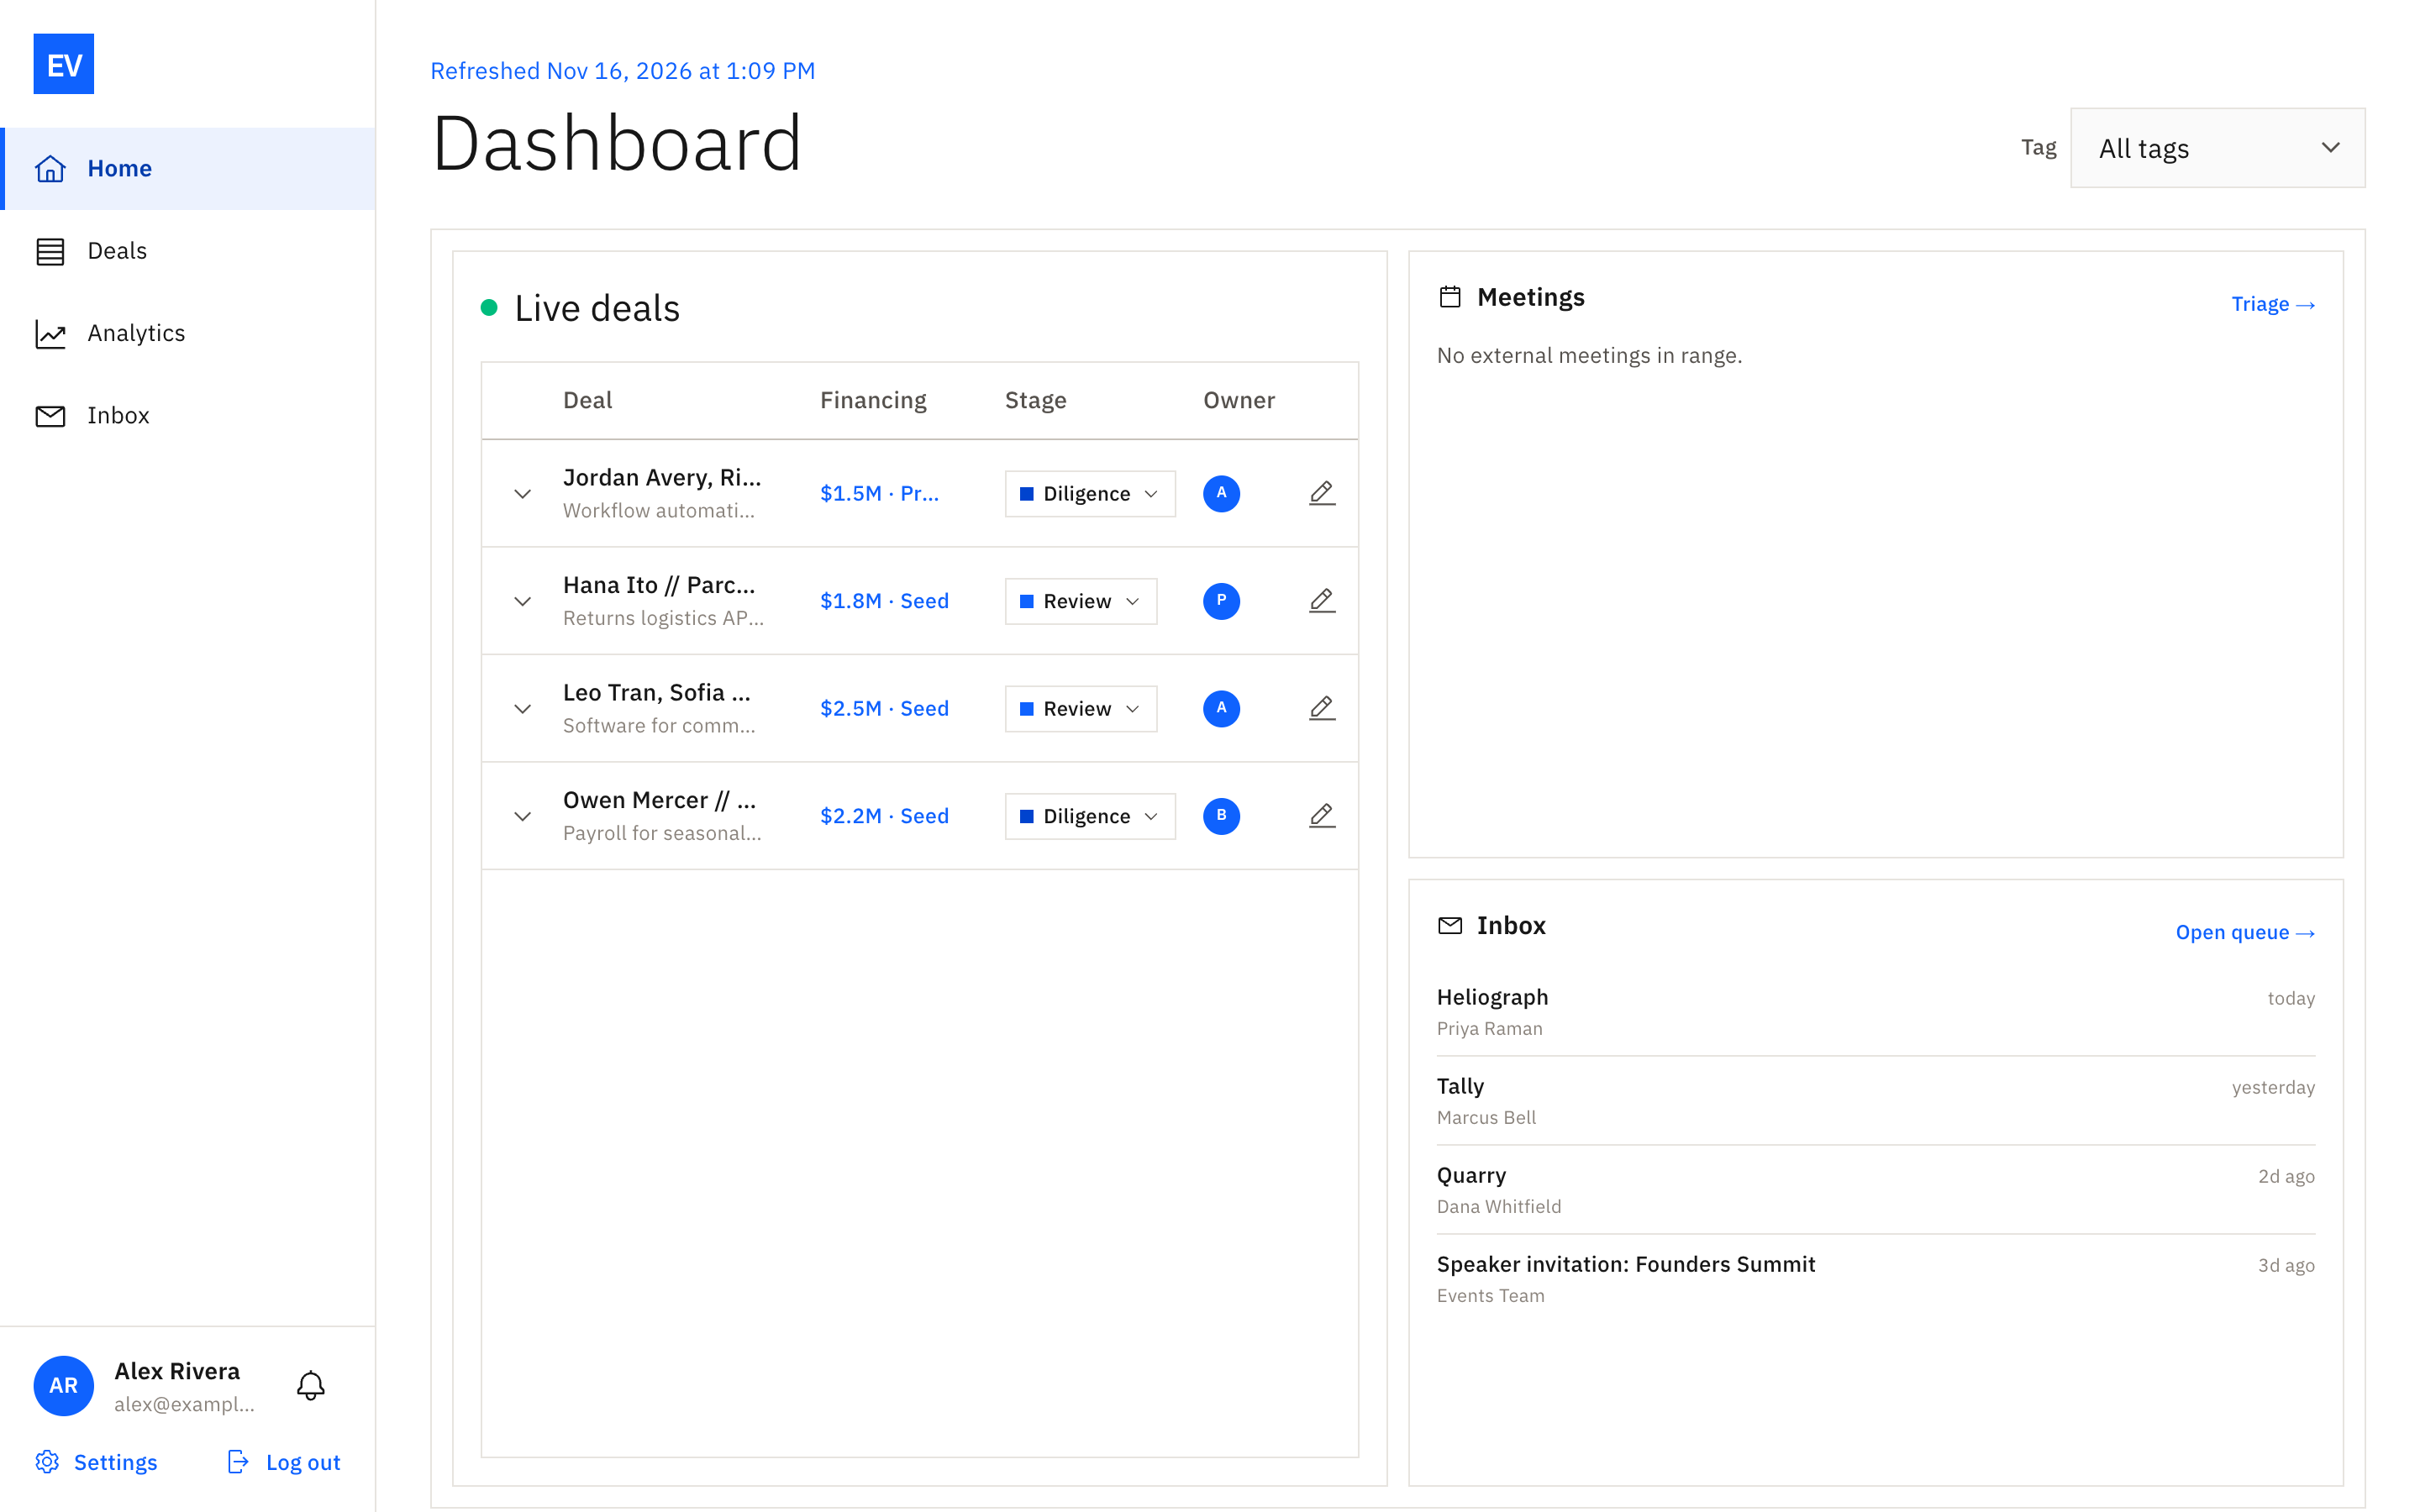 EV
Home
Deals
Analytics
Inbox
Alex Rivera
alex@exampl...
Settings
Log out
Refreshed Nov 16, 2026 at 1:09 PM
Dashboard
Tag
All tags
Live deals
Deal Financing Stage Owner
Jordan Avery, Ri...
Workflow automati...
$1.5M · Pr...
Diligence
A
Hana Ito // Parc...
Returns logistics AP...
$1.8M · Seed
Review
P
Leo Tran, Sofia ...
Software for comm...
$2.5M · Seed
Review
A
Owen Mercer // ...
Payroll for seasonal...
$2.2M · Seed
Diligence
B
Meetings
Triage →
No external meetings in range.
Inbox
Open queue →
Heliograph
today
Priya Raman
Tally
yesterday
Marcus Bell
Quarry
2d ago
Dana Whitfield
Speaker invitation: Founders Summit
3d ago
Events Team
AR